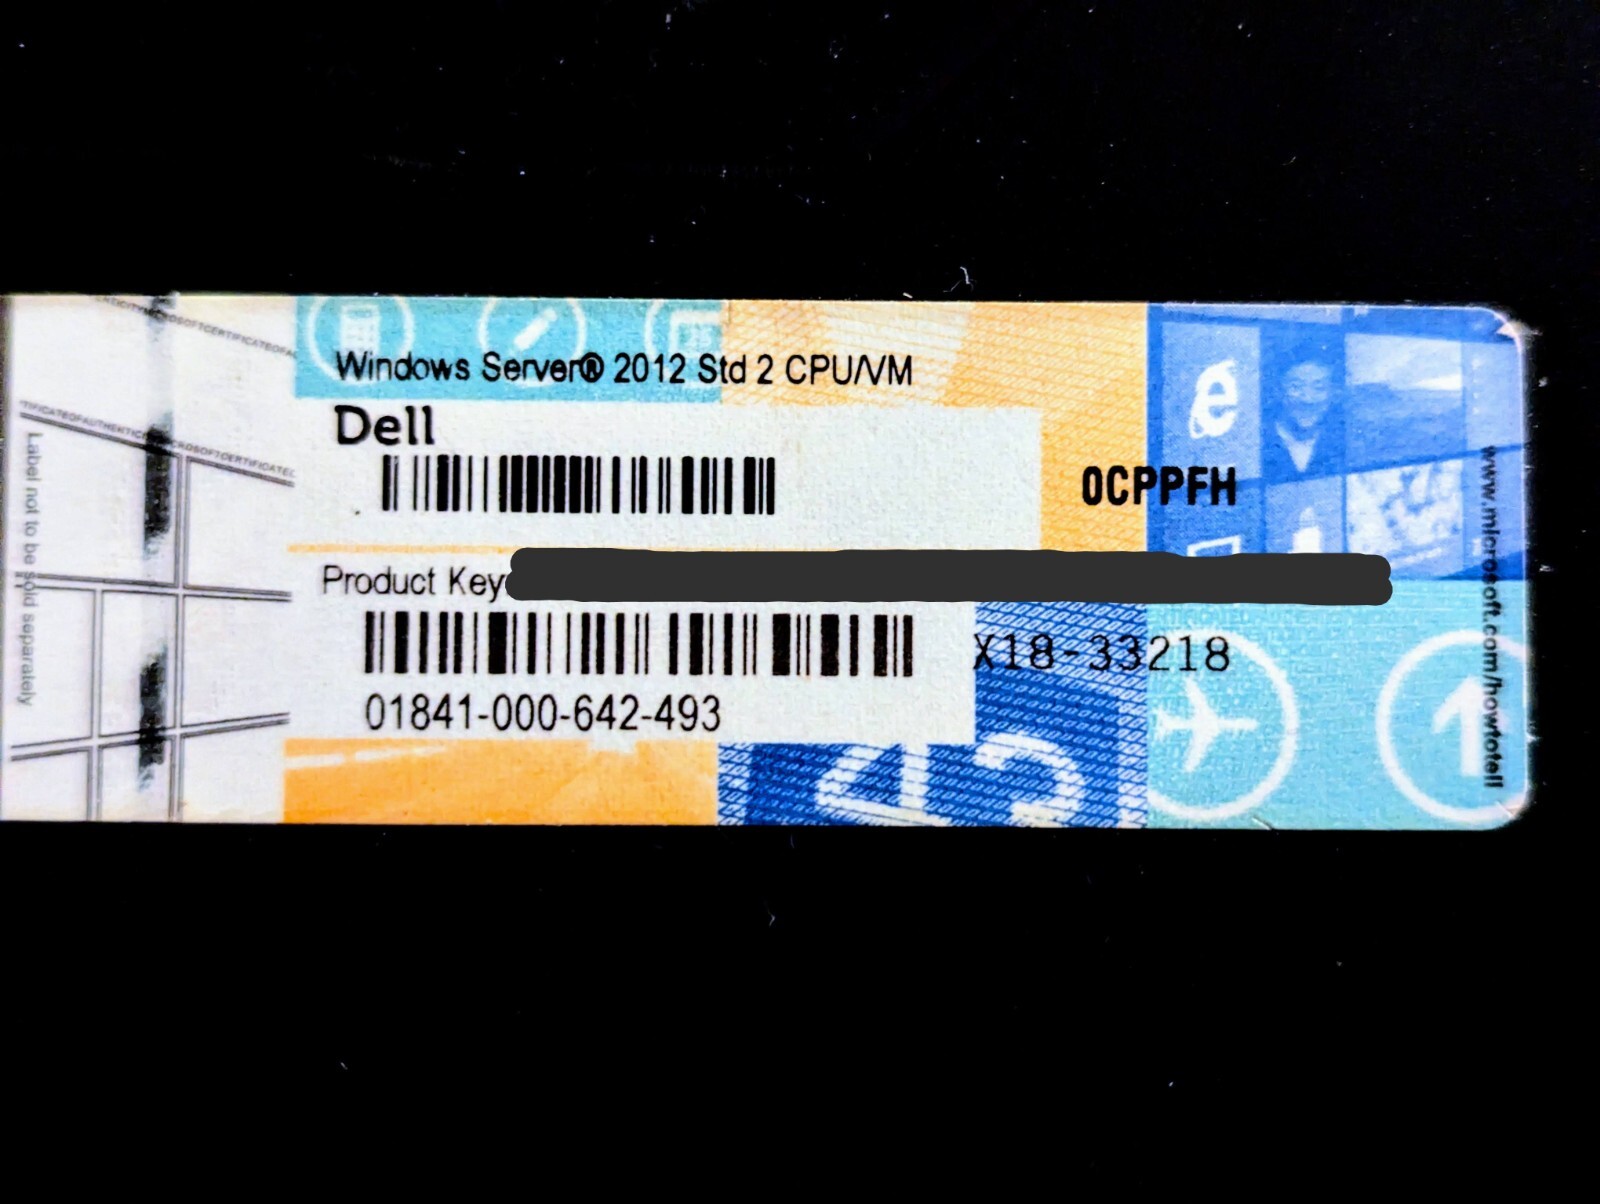 Windows Server® 2012 Std 2 CPU/VM
Dell
0CPPFH
Product Key:
X18-33218
01841-000-642-493
Label not to be sold separately
www.microsoft.com/howtotell